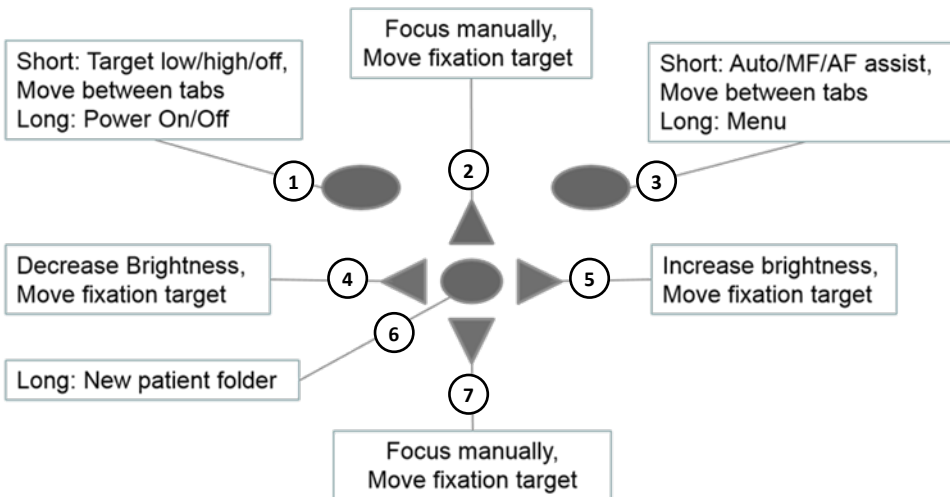 Focus manually,
Move fixation target
Short: Target low/high/off,
Move between tabs
Long: Power On/Off
Short: Auto/MF/AF assist,
Move between tabs
Long: Menu
1
2
3
Decrease Brightness,
Move fixation target
4
5
Increase brightness,
Move fixation target
6
Long: New patient folder
7
Focus manually,
Move fixation target